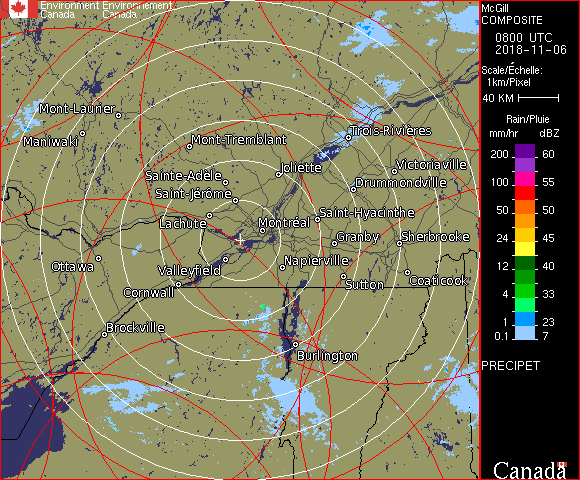 Environment Environnement
Canada Canada
McGill
COMPOSITE
0800 UTC
2018-11-06
Scale/Échelle:
1km/Pixel
40 KM
Rain/Pluie
mm/hr dBZ
200 60
155
100 55
50 50
24 45
12 40
4 33
1 23
0.1 7
PRECIPET
Canada
Mont-Laurier
Maniwaki
Mont-Tremblant
Trois-Rivières
Sainte-Adèle
Joliette
Victoriaville
Saint-Jérôme
Drummondville
Lachute
Montréal
Saint-Hyacinthe
Granby
Sherbrooke
Ottawa
Valleyfield
Napierville
Cornwall
Sutton
Coaticook
Brockville
Burlington